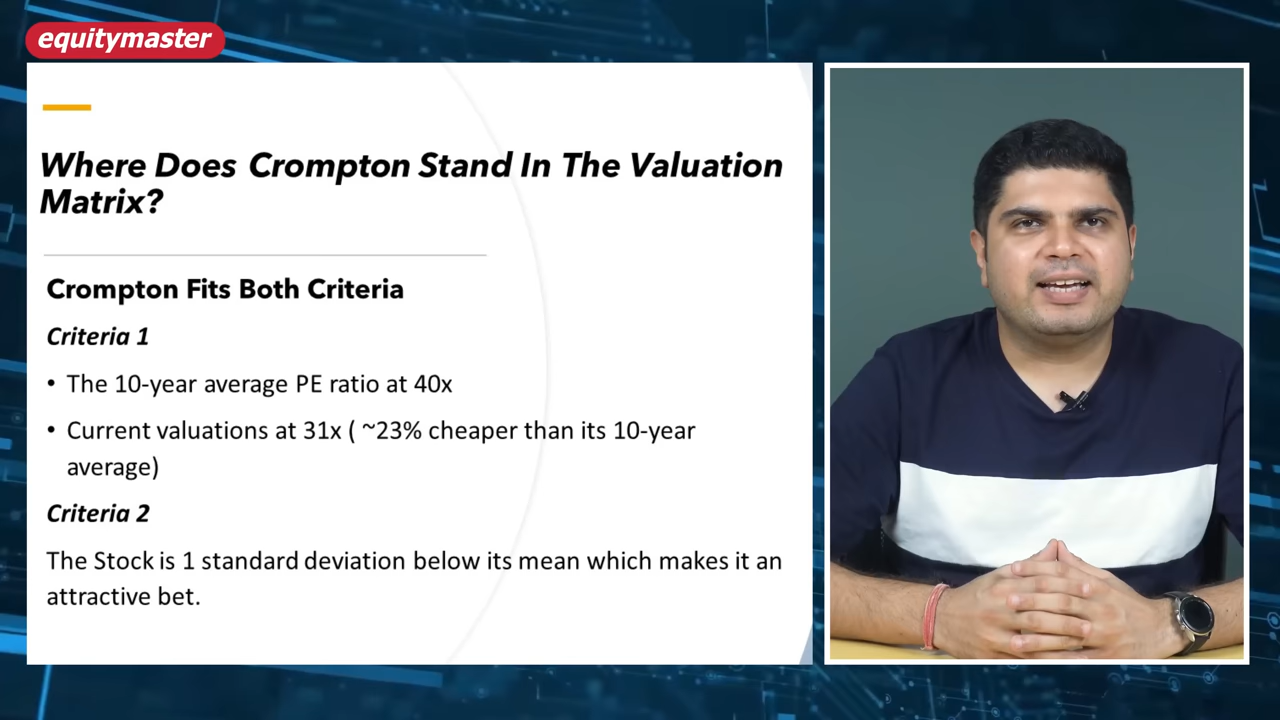 equitymaster
Where Does Crompton Stand In The Valuation
Matrix?
Crompton Fits Both Criteria
Criteria 1
• The 10-year average PE ratio at 40x
• Current valuations at 31x ( ~23% cheaper than its 10-year
average)
Criteria 2
The Stock is 1 standard deviation below its mean which makes it an
attractive bet.